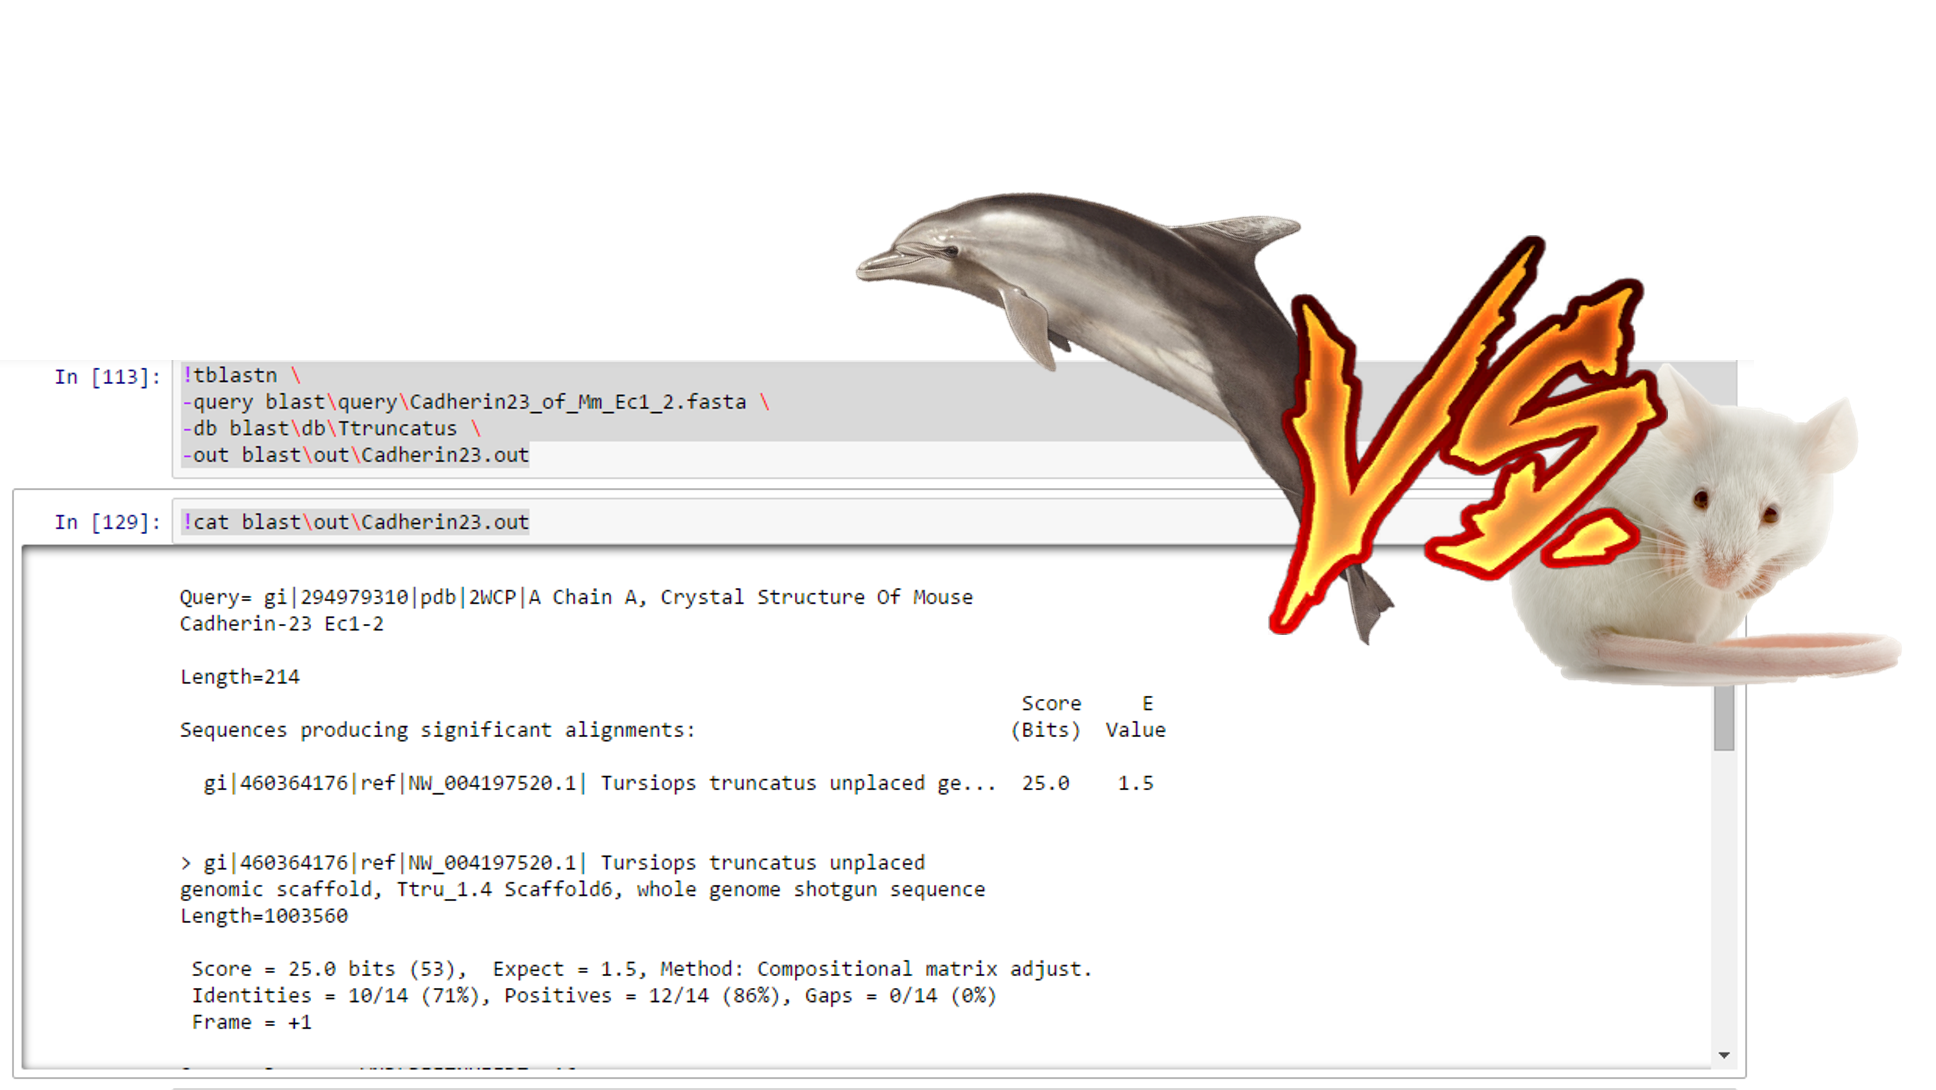 VS.
In [113]: !tblastn \
-query blast\query\Cadherin23_of_Mm_Ec1_2.fasta \
-db blast\db\Ttruncatus \
-out blast\out\Cadherin23.out
In [129]: !cat blast\out\Cadherin23.out
Query= gi|294979310|pdb|2WCP|A Chain A, Crystal Structure Of Mouse
Cadherin-23 Ec1-2
Length=214
Score E
Sequences producing significant alignments: (Bits) Value
gi|460364176|ref|NW_004197520.1| Tursiops truncatus unplaced ge... 25.0 1.5
> gi|460364176|ref|NW_004197520.1| Tursiops truncatus unplaced
genomic scaffold, Ttru_1.4 Scaffold6, whole genome shotgun sequence
Length=1003560
Score = 25.0 bits (53), Expect = 1.5, Method: Compositional matrix adjust.
Identities = 10/14 (71%), Positives = 12/14 (86%), Gaps = 0/14 (0%)
Frame = +1